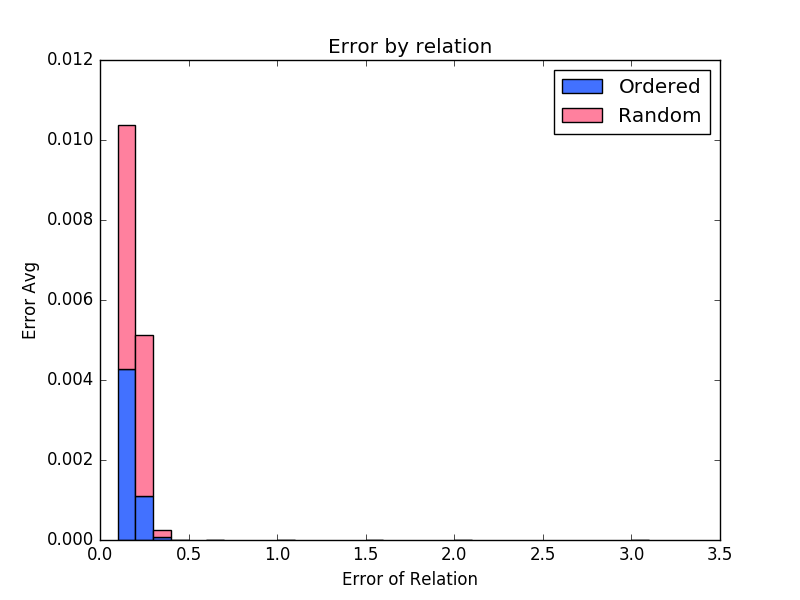 Error by relation
Ordered
Random
Error Avg
0.012
0.010
0.008
0.006
0.004
0.002
0.000
0.0 0.5 1.0 1.5 2.0 2.5 3.0 3.5
Error of Relation